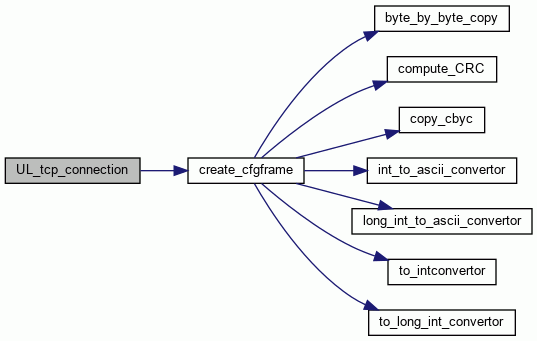 UL_tcp_connection
create_cfgframe
byte_by_byte_copy
compute_CRC
copy_cbyc
int_to_ascii_convertor
long_int_to_ascii_convertor
to_intconvertor
to_long_int_convertor